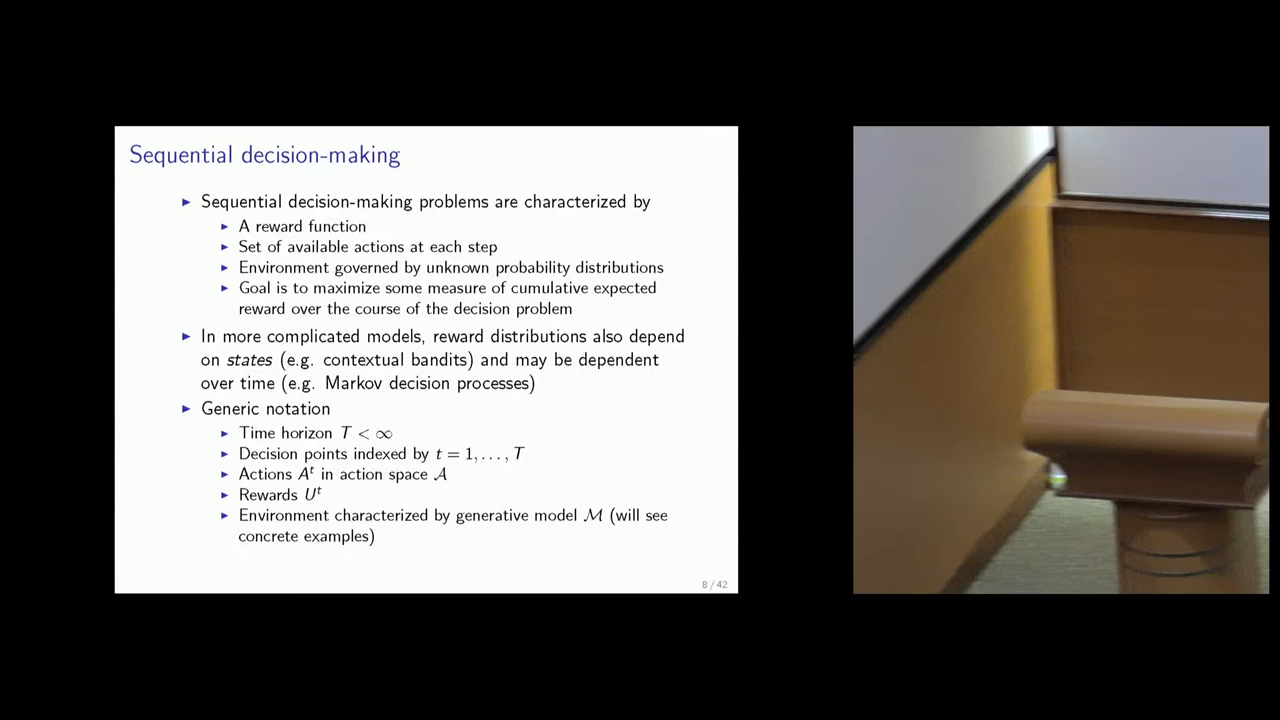 Sequential decision-making
▶ Sequential decision-making problems are characterized by
▶ A reward function
▶ Set of available actions at each step
▶ Environment governed by unknown probability distributions
▶ Goal is to maximize some measure of cumulative expected
reward over the course of the decision problem
▶ In more complicated models, reward distributions also depend
on states (e.g. contextual bandits) and may be dependent
over time (e.g. Markov decision processes)
▶ Generic notation
▶ Time horizon T < ∞
▶ Decision points indexed by t = 1, . . . , T
▶ Actions Aᵗ in action space 𝒜
▶ Rewards Uᵗ
▶ Environment characterized by generative model ℳ (will see
concrete examples)
8 / 42